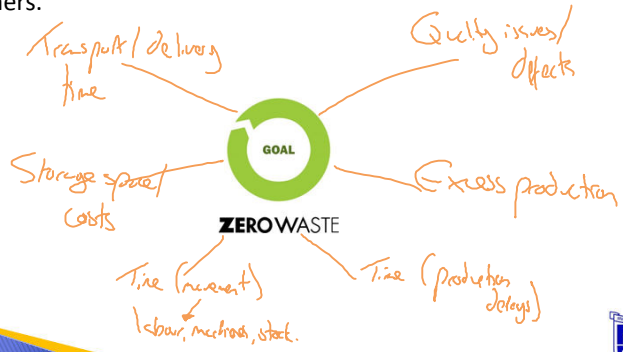 ers.
Transport/delivery
time
Quality issues/
defects
GOAL
Storage space/
costs
Excess production
ZEROWASTE
Time (movement)
labour, machines, stock.
Time (production
delays)